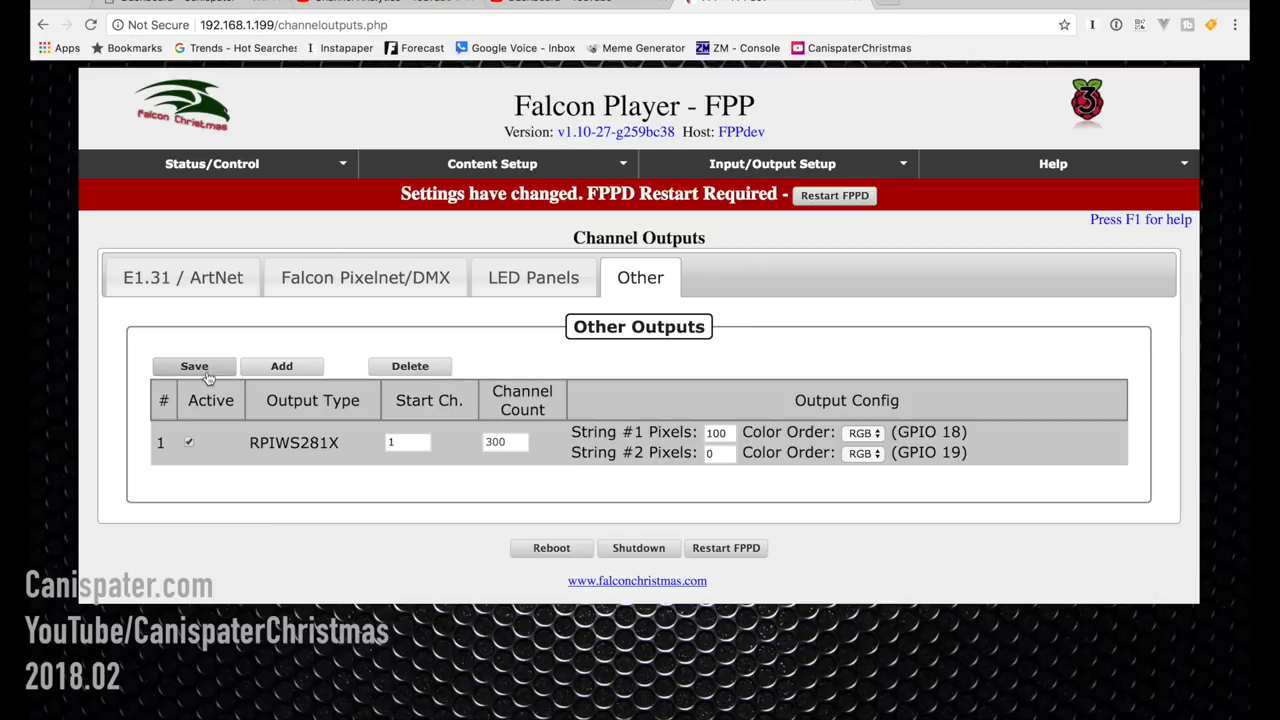 Not Secure 192.168.1.199/channeloutputs.php
Apps Bookmarks Trends - Hot Searches Instapaper Forecast Google Voice - Inbox Meme Generator ZM - Console CanispaterChristmas
Falcon Christmas
Falcon Player - FPP
Version: v1.10-27-g259bc38 Host: FPPdev
3
Status/Control Content Setup Input/Output Setup Help
Settings have changed. FPPD Restart Required - Restart FPPD
Press F1 for help
Channel Outputs
E1.31 / ArtNet Falcon Pixelnet/DMX LED Panels Other
Other Outputs
Save Add Delete
# Active Output Type Start Ch. Channel Count Output Config
1 RPIWS281X 1 300 String #1 Pixels: 100 Color Order: RGB (GPIO 18)
String #2 Pixels: 0 Color Order: RGB (GPIO 19)
Reboot Shutdown Restart FPPD
www.falconchristmas.com
Canispater.com
YouTube/CanispaterChristmas
2018.02